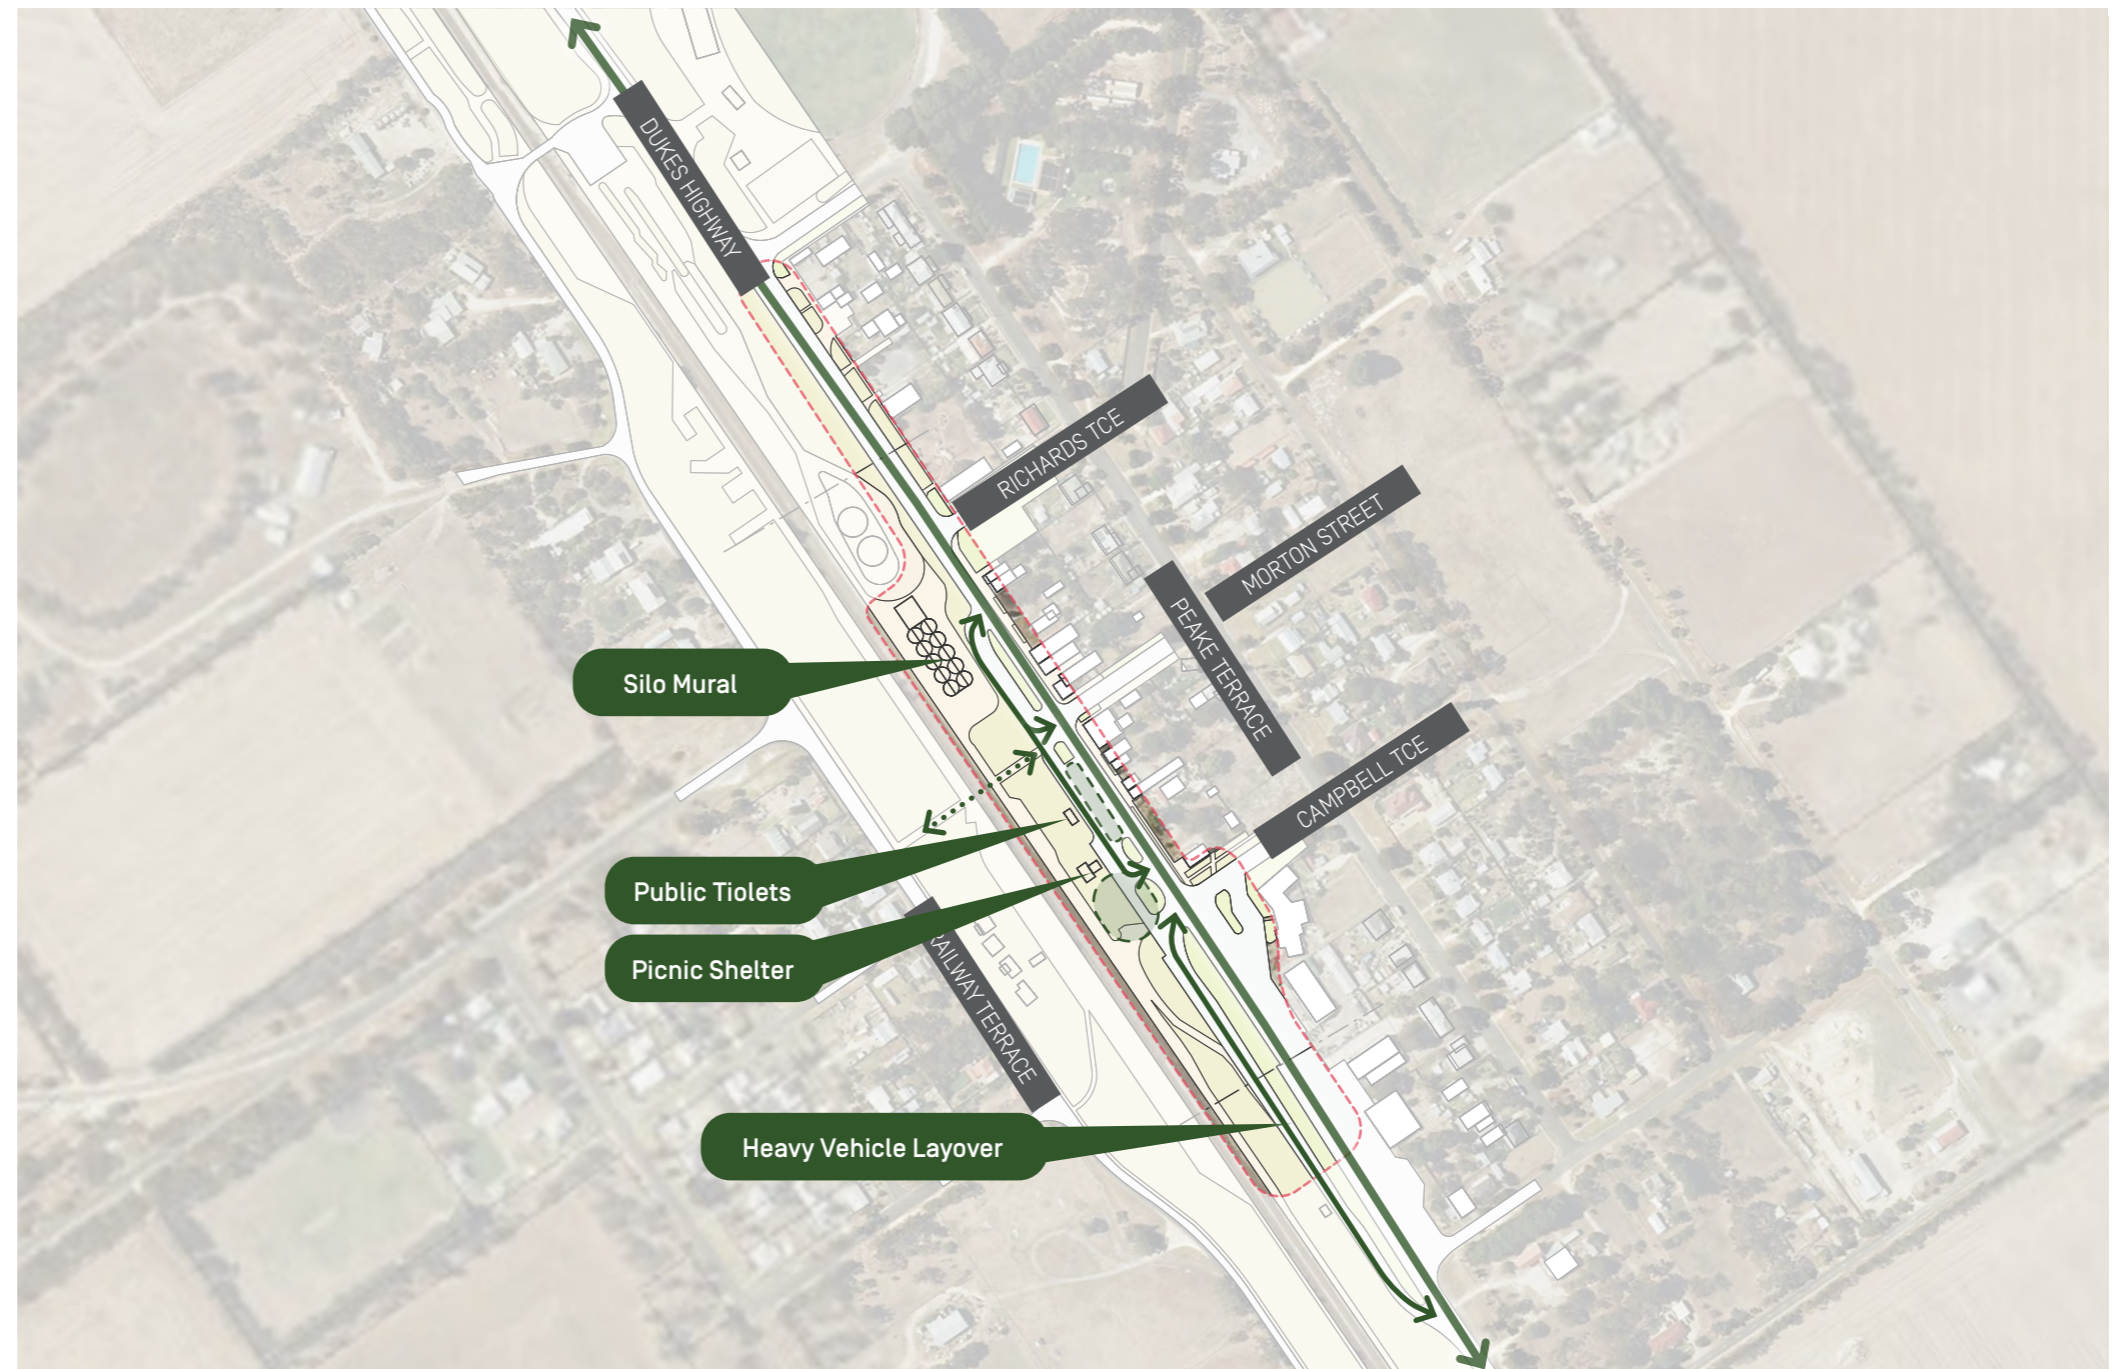 DUKES HIGHWAY
RICHARDS TCE
MORTON STREET
PEAKE TERRACE
Silo Mural
CAMPBELL TCE
Public Tiolets
Picnic Shelter
RAILWAY TERRACE
Heavy Vehicle Layover